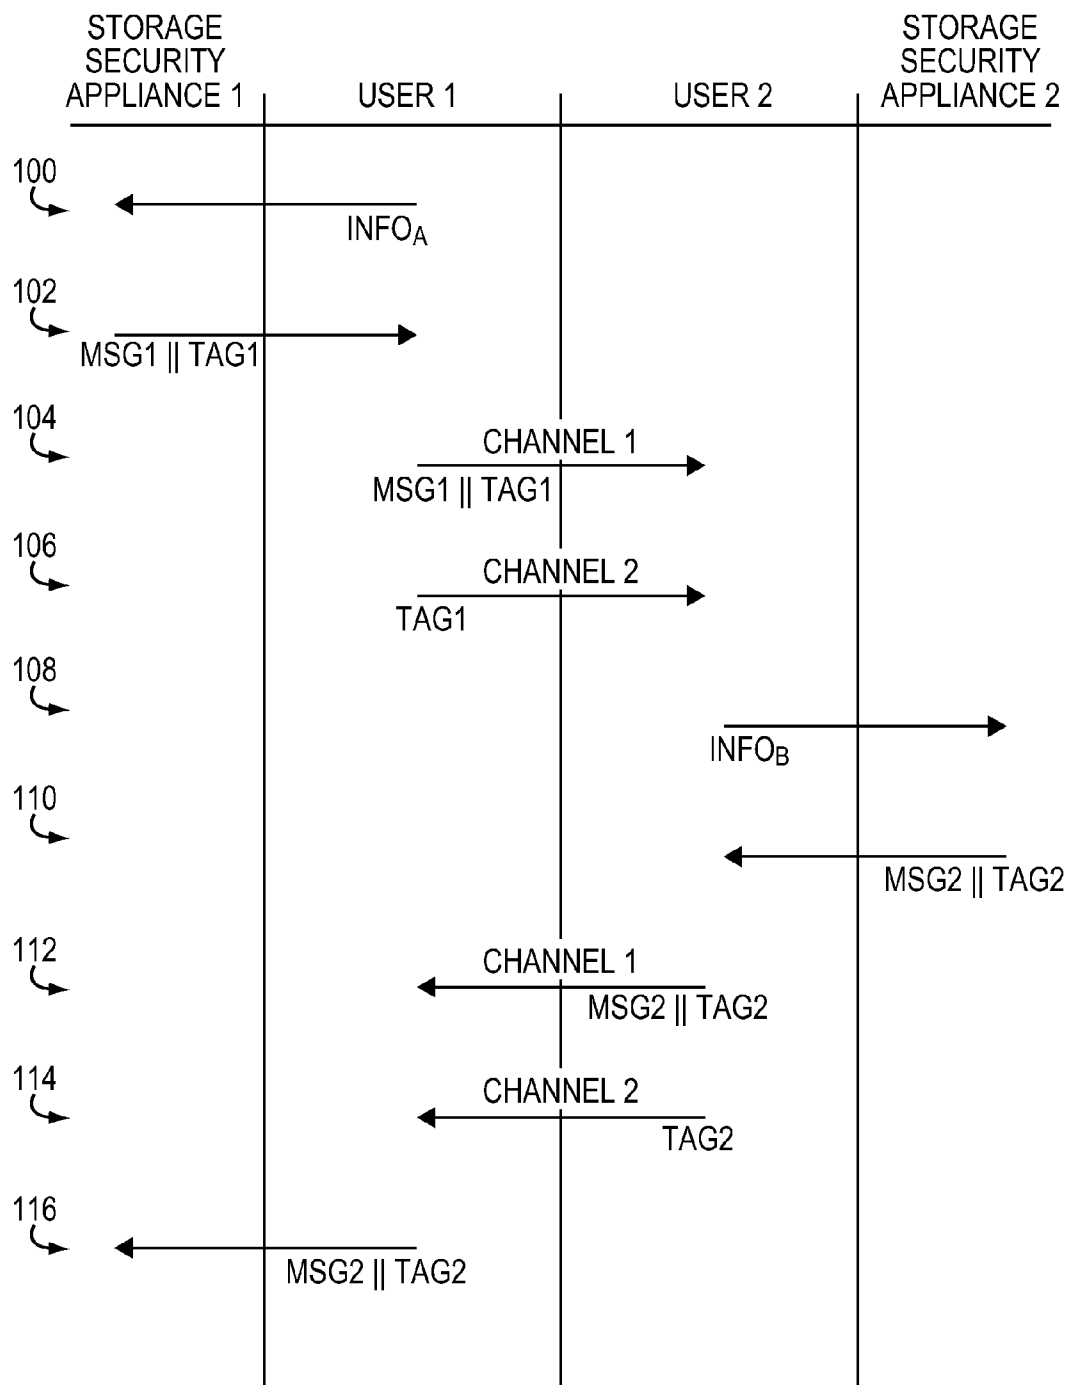 STORAGE SECURITY APPLIANCE 1
USER 1
USER 2
STORAGE SECURITY APPLIANCE 2
100
INFOA
102
MSG1 || TAG1
104
CHANNEL 1
MSG1 || TAG1
106
CHANNEL 2
TAG1
108
INFOB
110
MSG2 || TAG2
112
CHANNEL 1
MSG2 || TAG2
114
CHANNEL 2
TAG2
116
MSG2 || TAG2